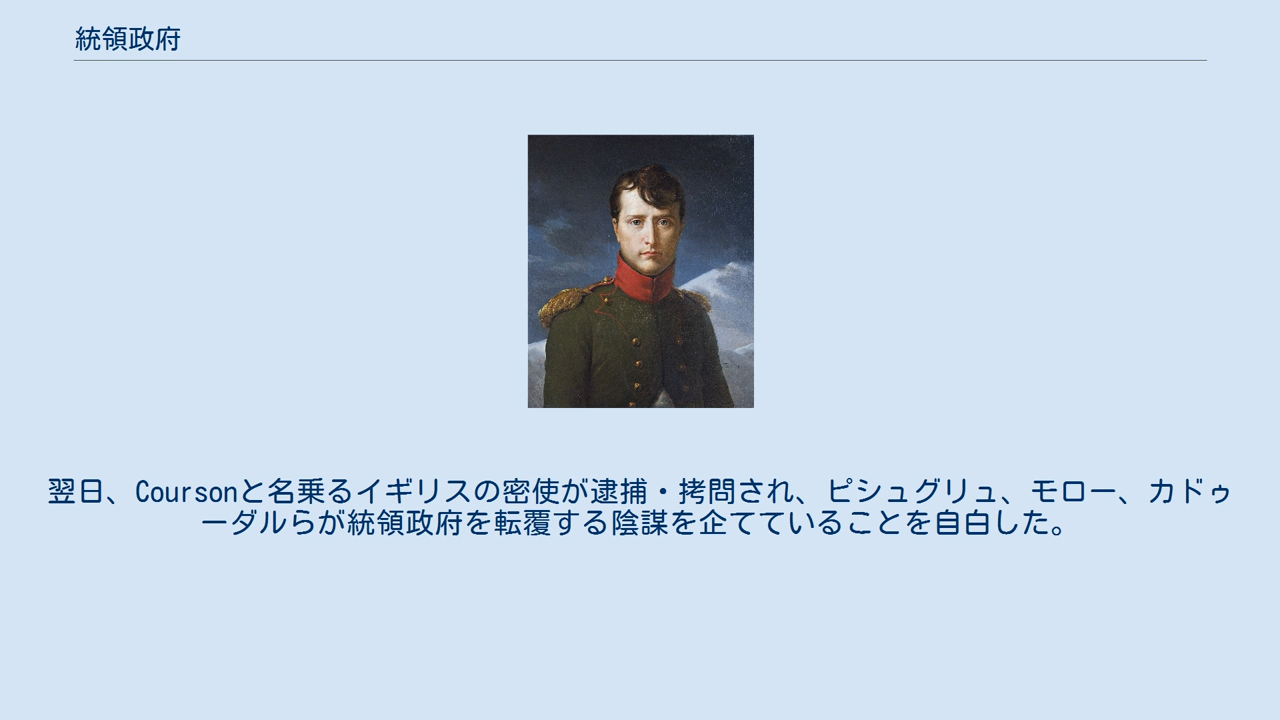 統領政府
翌日、Coursonと名乗るイギリスの密使が逮捕・拷問され、ピシュグリュ、モロー、カドゥ
ーダルらが統領政府を転覆する陰謀を企てていることを自白した。